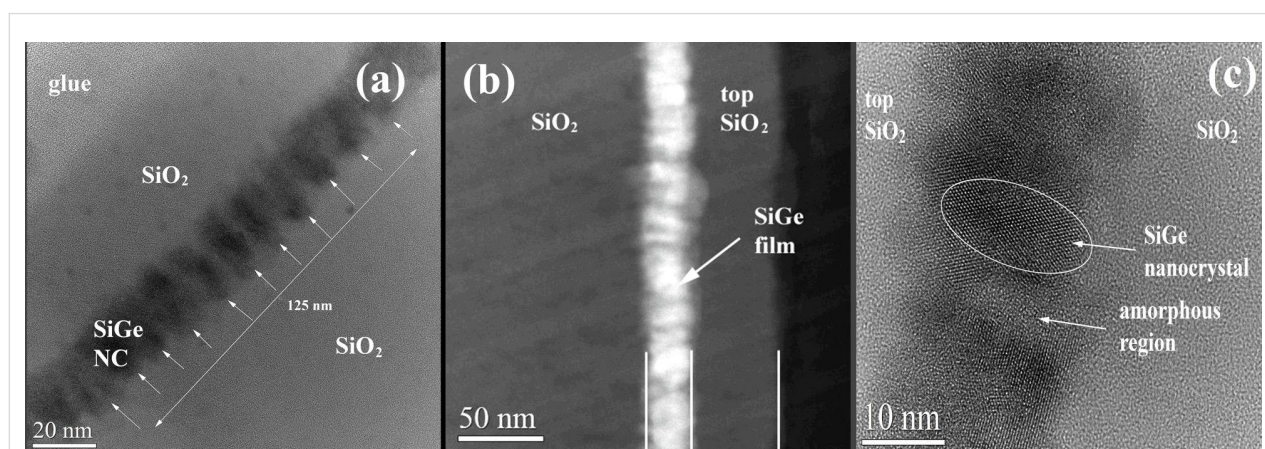 (a)
glue
SiO₂
125 nm
SiGe
NC
SiO₂
20 nm
(b)
SiO₂
top
SiO₂
SiGe
film
50 nm
(c)
top
SiO₂
SiO₂
SiGe
nanocrystal
amorphous
region
10 nm